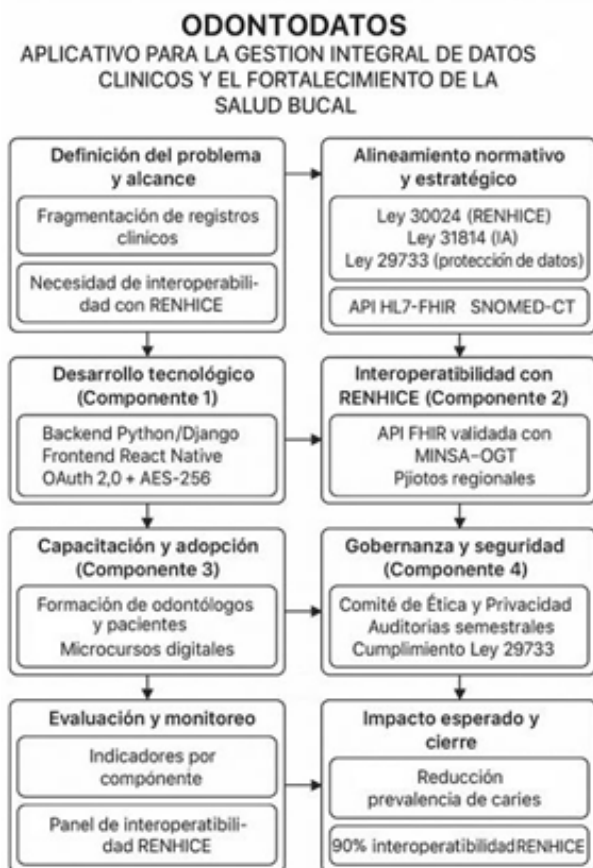 ODONTODATOS
APLICATIVO PARA LA GESTION INTEGRAL DE DATOS
CLINICOS Y EL FORTALECIMIENTO DE LA
SALUD BUCAL
Definición del problema
y alcance
Fragmentación de registros
clinicos
Necesidad de interoperabili-
dad con RENHICE
Alineamiento normativo
y estratégico
Ley 30024 (RENHICE)
Ley 31814 (IA)
Ley 29733 (protección de datos)
API HL7-FHIR SNOMED-CT
Desarrollo tecnológico
(Componente 1)
Backend Python/Django
Frontend React Native
OAuth 2,0 + AES-256
Interoperatibilidad con
RENHICE (Componente 2)
API FHIR validada con
MINSA-OGT
Pjiotos regionales
Capacitación y adopción
(Componente 3)
Formación de odontólogos
y pacientes
Microcursos digitales
Gobernanza y seguridad
(Componente 4)
Comité de Ética y Privacidad
Auditorias semestrales
Cumplimiento Ley 29733
Evaluación y monitoreo
Indicadores por
componente
Panel de interoperatibili-
dad RENHICE
Impacto esperado y
cierre
Reducción
prevalencia de caries
90% interoperatibilidad RENHICE